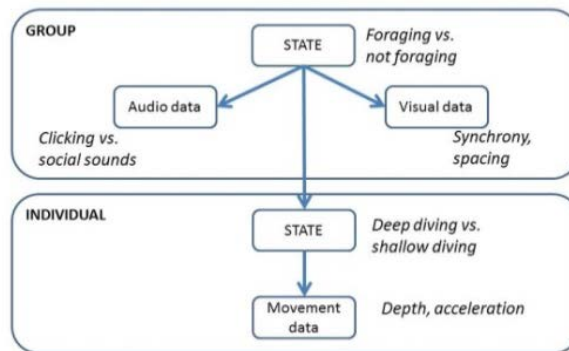 GROUP
STATE
Foraging vs.
not foraging
Audio data
Visual data
Clicking vs.
social sounds
Synchrony,
spacing
INDIVIDUAL
STATE
Deep diving vs.
shallow diving
Movement
data
Depth, acceleration